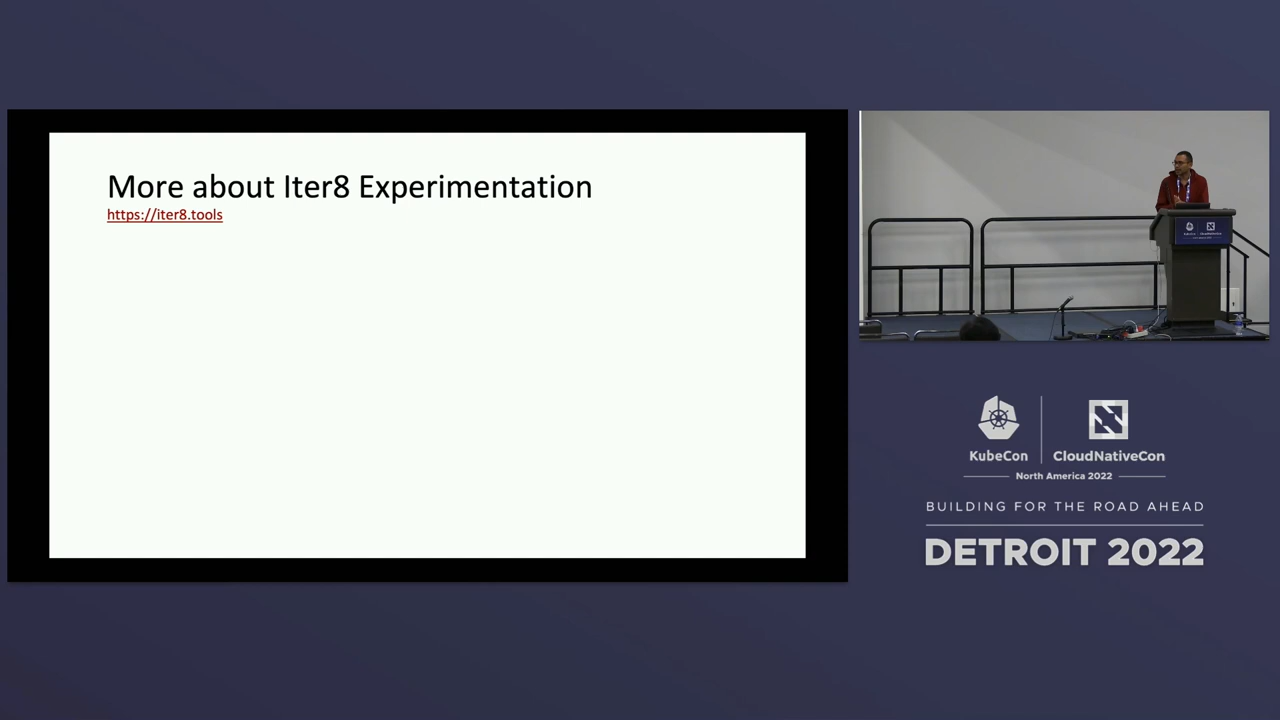 More about Iter8 Experimentation
https://iter8.tools
KubeCon
CloudNativeCon
North America 2022
BUILDING FOR THE ROAD AHEAD
DETROIT 2022